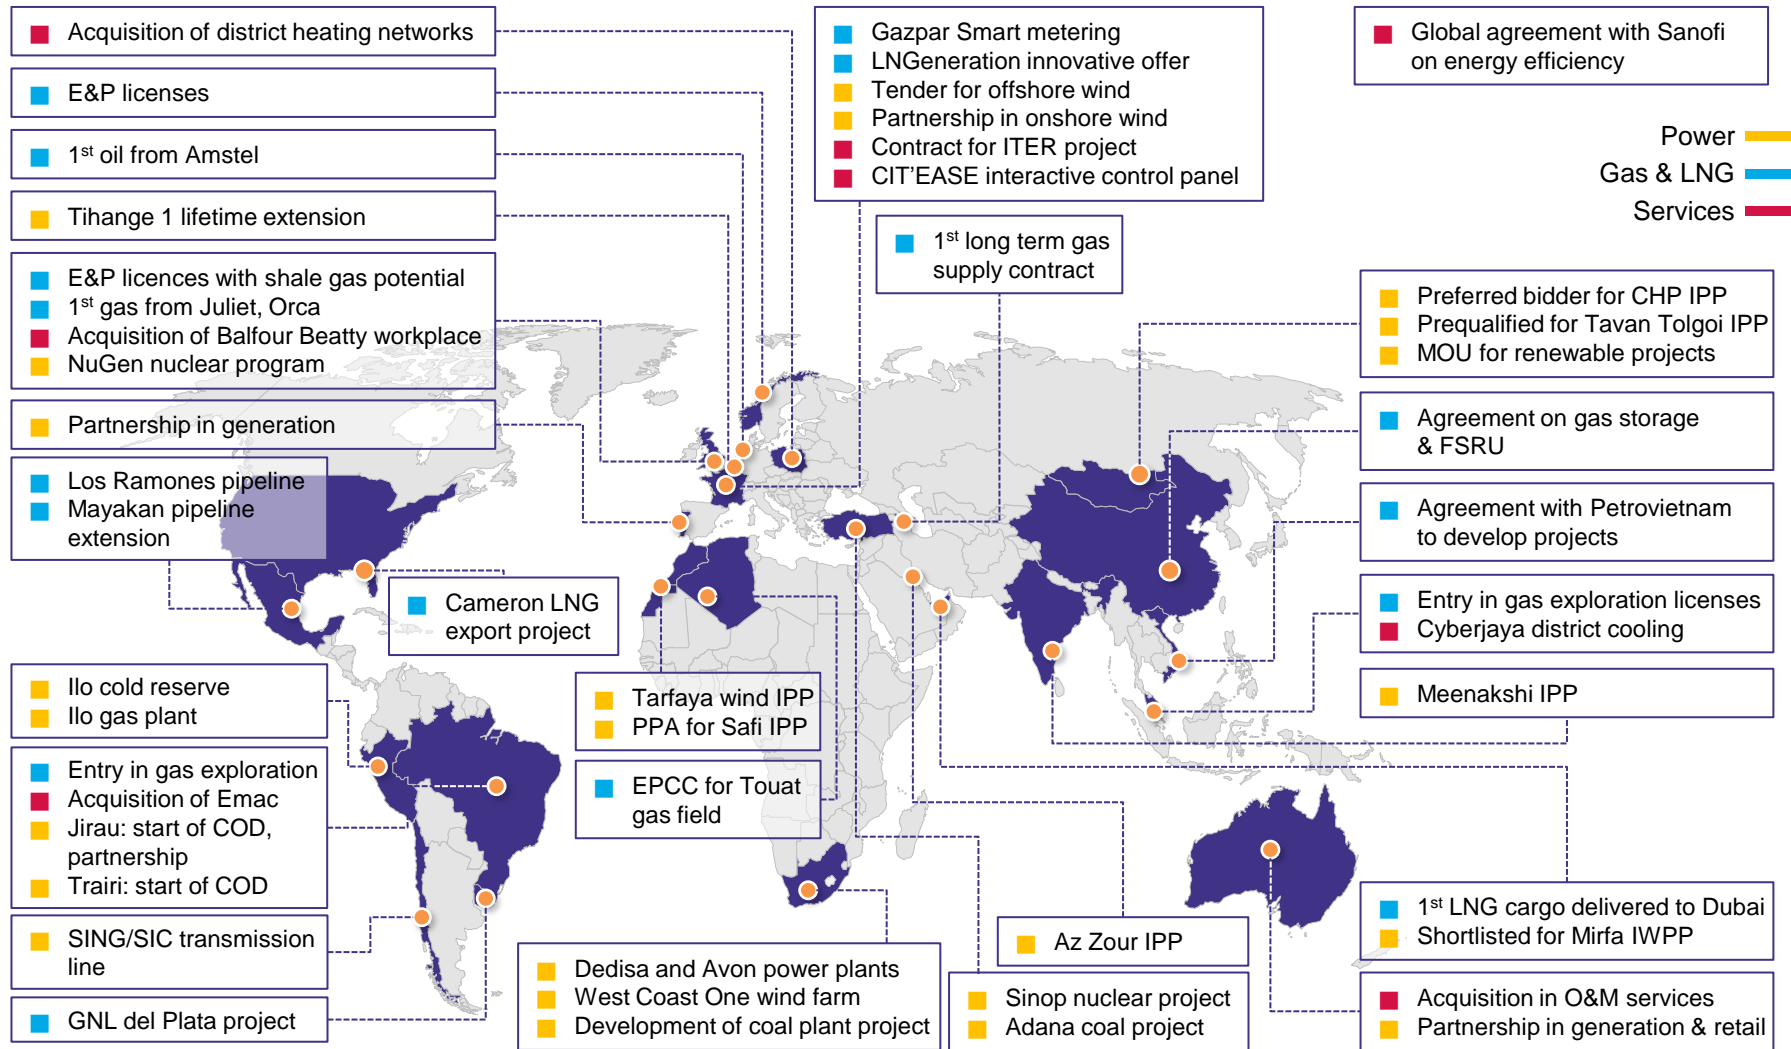 Acquisition of district heating networks
E&P licenses
1st oil from Amstel
Tihange 1 lifetime extension
E&P licences with shale gas potential
1st gas from Juliet, Orca
Acquisition of Balfour Beatty workplace
NuGen nuclear program
Partnership in generation
Los Ramones pipeline
Mayakan pipeline
extension
Cameron LNG
export project
Ilo cold reserve
Ilo gas plant
Entry in gas exploration
Acquisition of Emac
Jirau: start of COD,
partnership
Trairi: start of COD
SING/SIC transmission
line
GNL del Plata project
Gazpar Smart metering
LNGeneration innovative offer
Tender for offshore wind
Partnership in onshore wind
Contract for ITER project
CIT'EASE interactive control panel
1st long term gas
supply contract
Tarfaya wind IPP
PPA for Safi IPP
EPCC for Touat
gas field
Dedisa and Avon power plants
West Coast One wind farm
Development of coal plant project
Az Zour IPP
Sinop nuclear project
Adana coal project
Global agreement with Sanofi
on energy efficiency
Power
Gas & LNG
Services
Preferred bidder for CHP IPP
Prequalified for Tavan Tolgoi IPP
MOU for renewable projects
Agreement on gas storage
& FSRU
Agreement with Petrovietnam
to develop projects
Entry in gas exploration licenses
Cyberjaya district cooling
Meenakshi IPP
1st LNG cargo delivered to Dubai
Shortlisted for Mirfa IWPP
Acquisition in O&M services
Partnership in generation & retail